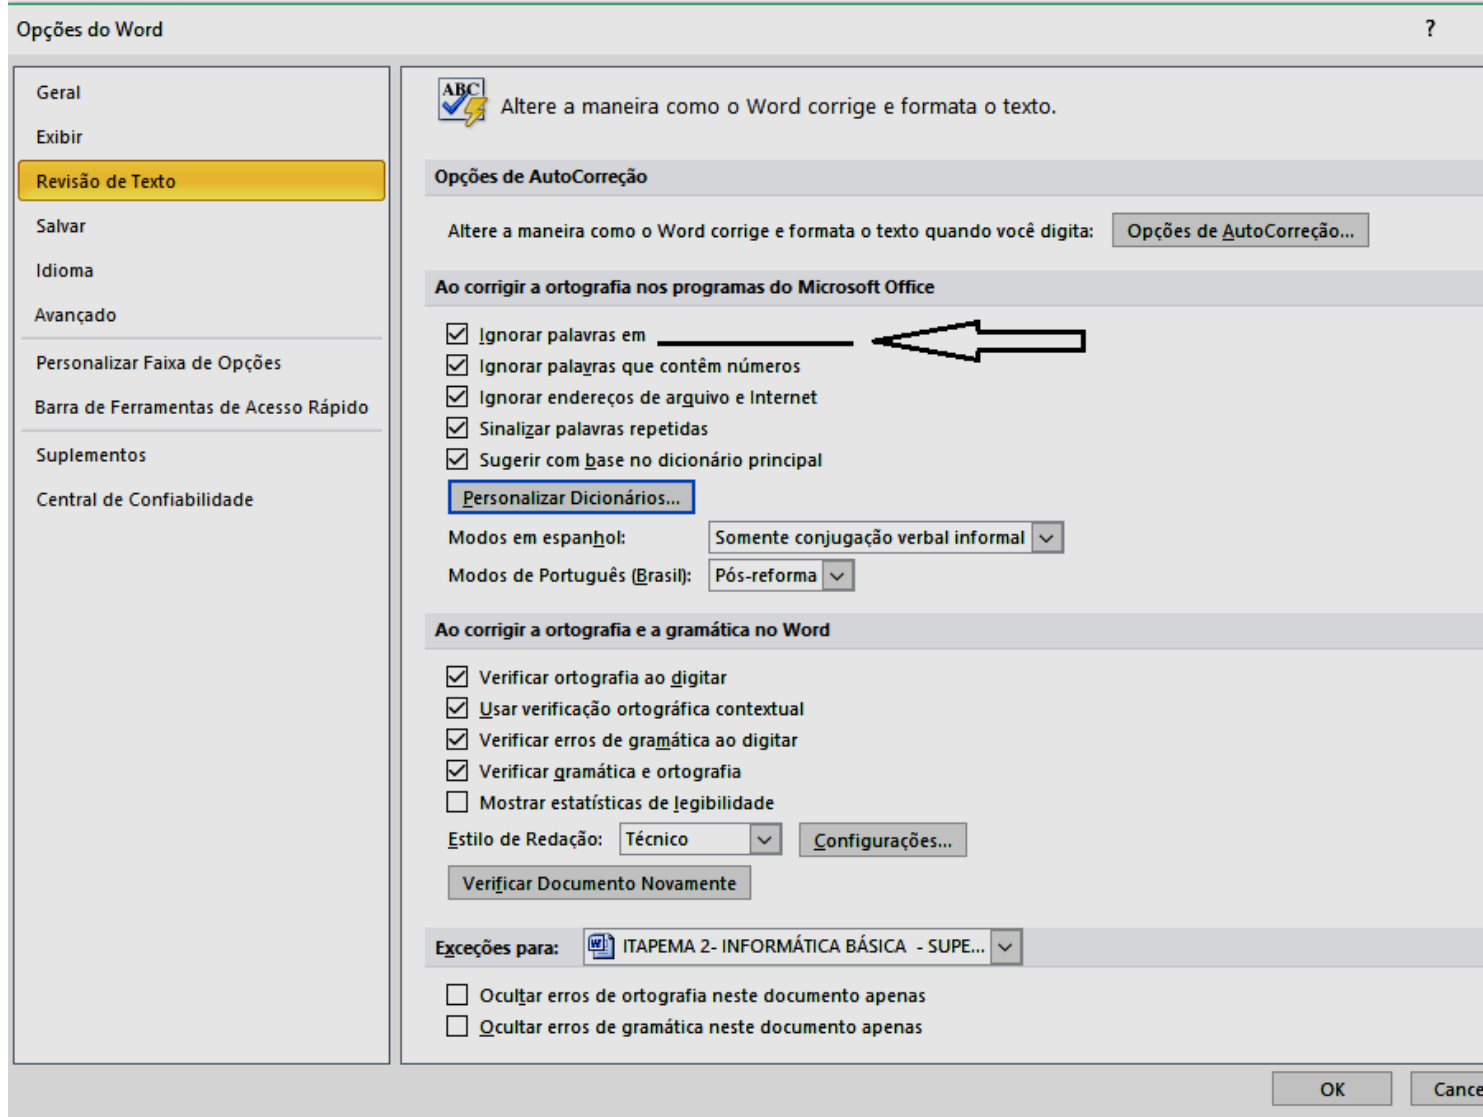 Opções do Word
?
Geral
Exibir
Revisão de Texto
Salvar
Idioma
Avançado
Personalizar Faixa de Opções
Barra de Ferramentas de Acesso Rápido
Suplementos
Central de Confiabilidade
ABC
Altere a maneira como o Word corrige e formata o texto.
Opções de AutoCorreção
Altere a maneira como o Word corrige e formata o texto quando você digita: Opções de AutoCorreção...
Ao corrigir a ortografia nos programas do Microsoft Office
Ignorar palavras em ____________
Ignorar palavras que contêm números
Ignorar endereços de arquivo e Internet
Sinalizar palavras repetidas
Sugerir com base no dicionário principal
Personalizar Dicionários...
Modos em espanhol: Somente conjugação verbal informal
Modos de Português (Brasil): Pós-reforma
Ao corrigir a ortografia e a gramática no Word
Verificar ortografia ao digitar
Usar verificação ortográfica contextual
Verificar erros de gramática ao digitar
Verificar gramática e ortografia
Mostrar estatísticas de legibilidade
Estilo de Redação: Técnico Configurações...
Verificar Documento Novamente
Exceções para: ITAPEMA 2- INFORMÁTICA BÁSICA - SUPE...
Ocultar erros de ortografia neste documento apenas
Ocultar erros de gramática neste documento apenas
OK Cance